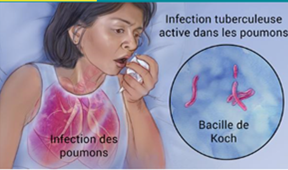 Infection tuberculeuse
active dans les poumons
Infection des
poumons
Bacille de
Koch